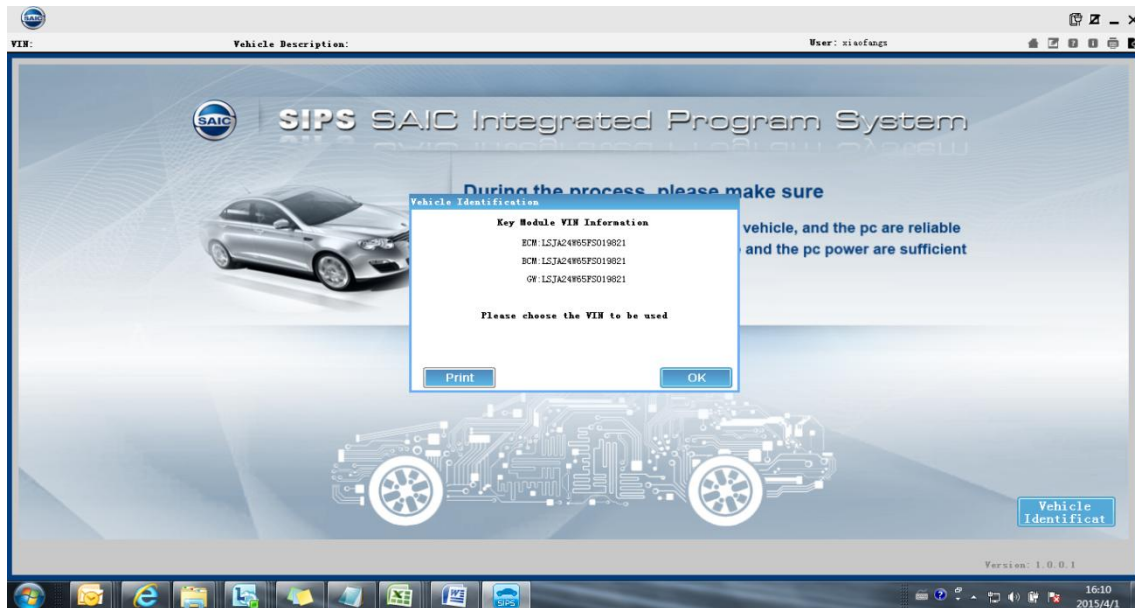 SAIC
VIN:
Vehicle Description:
User: xiaofangs
SAIC
SIPS SAIC Integrated Program System
During the process, please make sure
vehicle, and the pc are reliable
and the pc power are sufficient
Vehicle Identification
Key Module VIN Information
ECM:LSJA24W65FS019821
BCM:LSJA24W65FS019821
GW:LSJA24W65FS019821
Please choose the VIN to be used
Print
OK
Vehicle
Identificat
Version: 1.0.0.1
SIPS
16:10
2015/4/1